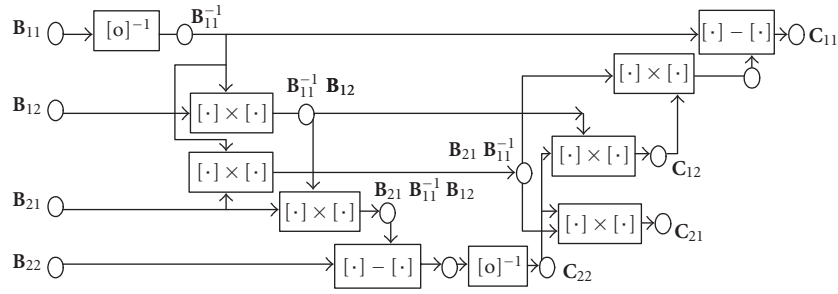 B₁₁ [o]⁻¹ B₁₁⁻¹ [·] − [·] C₁₁
[·] × [·]
B₁₂ [·] × [·] B₁₁⁻¹ B₁₂
[·] × [·] B₂₁ B₁₁⁻¹ [·] × [·] C₁₂
B₂₁ [·] × [·] B₂₁ B₁₁⁻¹ B₁₂ [·] × [·] C₂₁
B₂₂ [·] − [·] [o]⁻¹ C₂₂